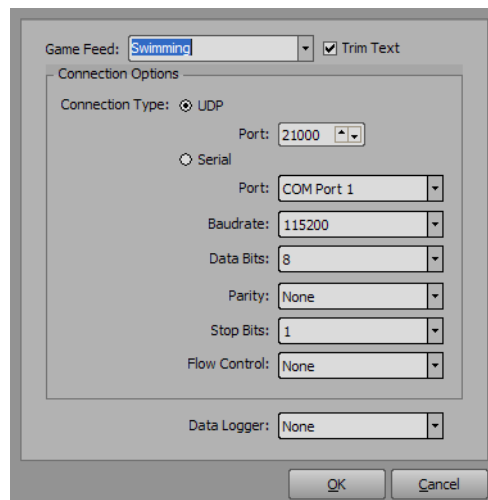 Game Feed: Swimming Trim Text
Connection Options
Connection Type: UDP
Port: 21000
Serial
Port: COM Port 1
Baudrate: 115200
Data Bits: 8
Parity: None
Stop Bits: 1
Flow Control: None
Data Logger: None
OK Cancel